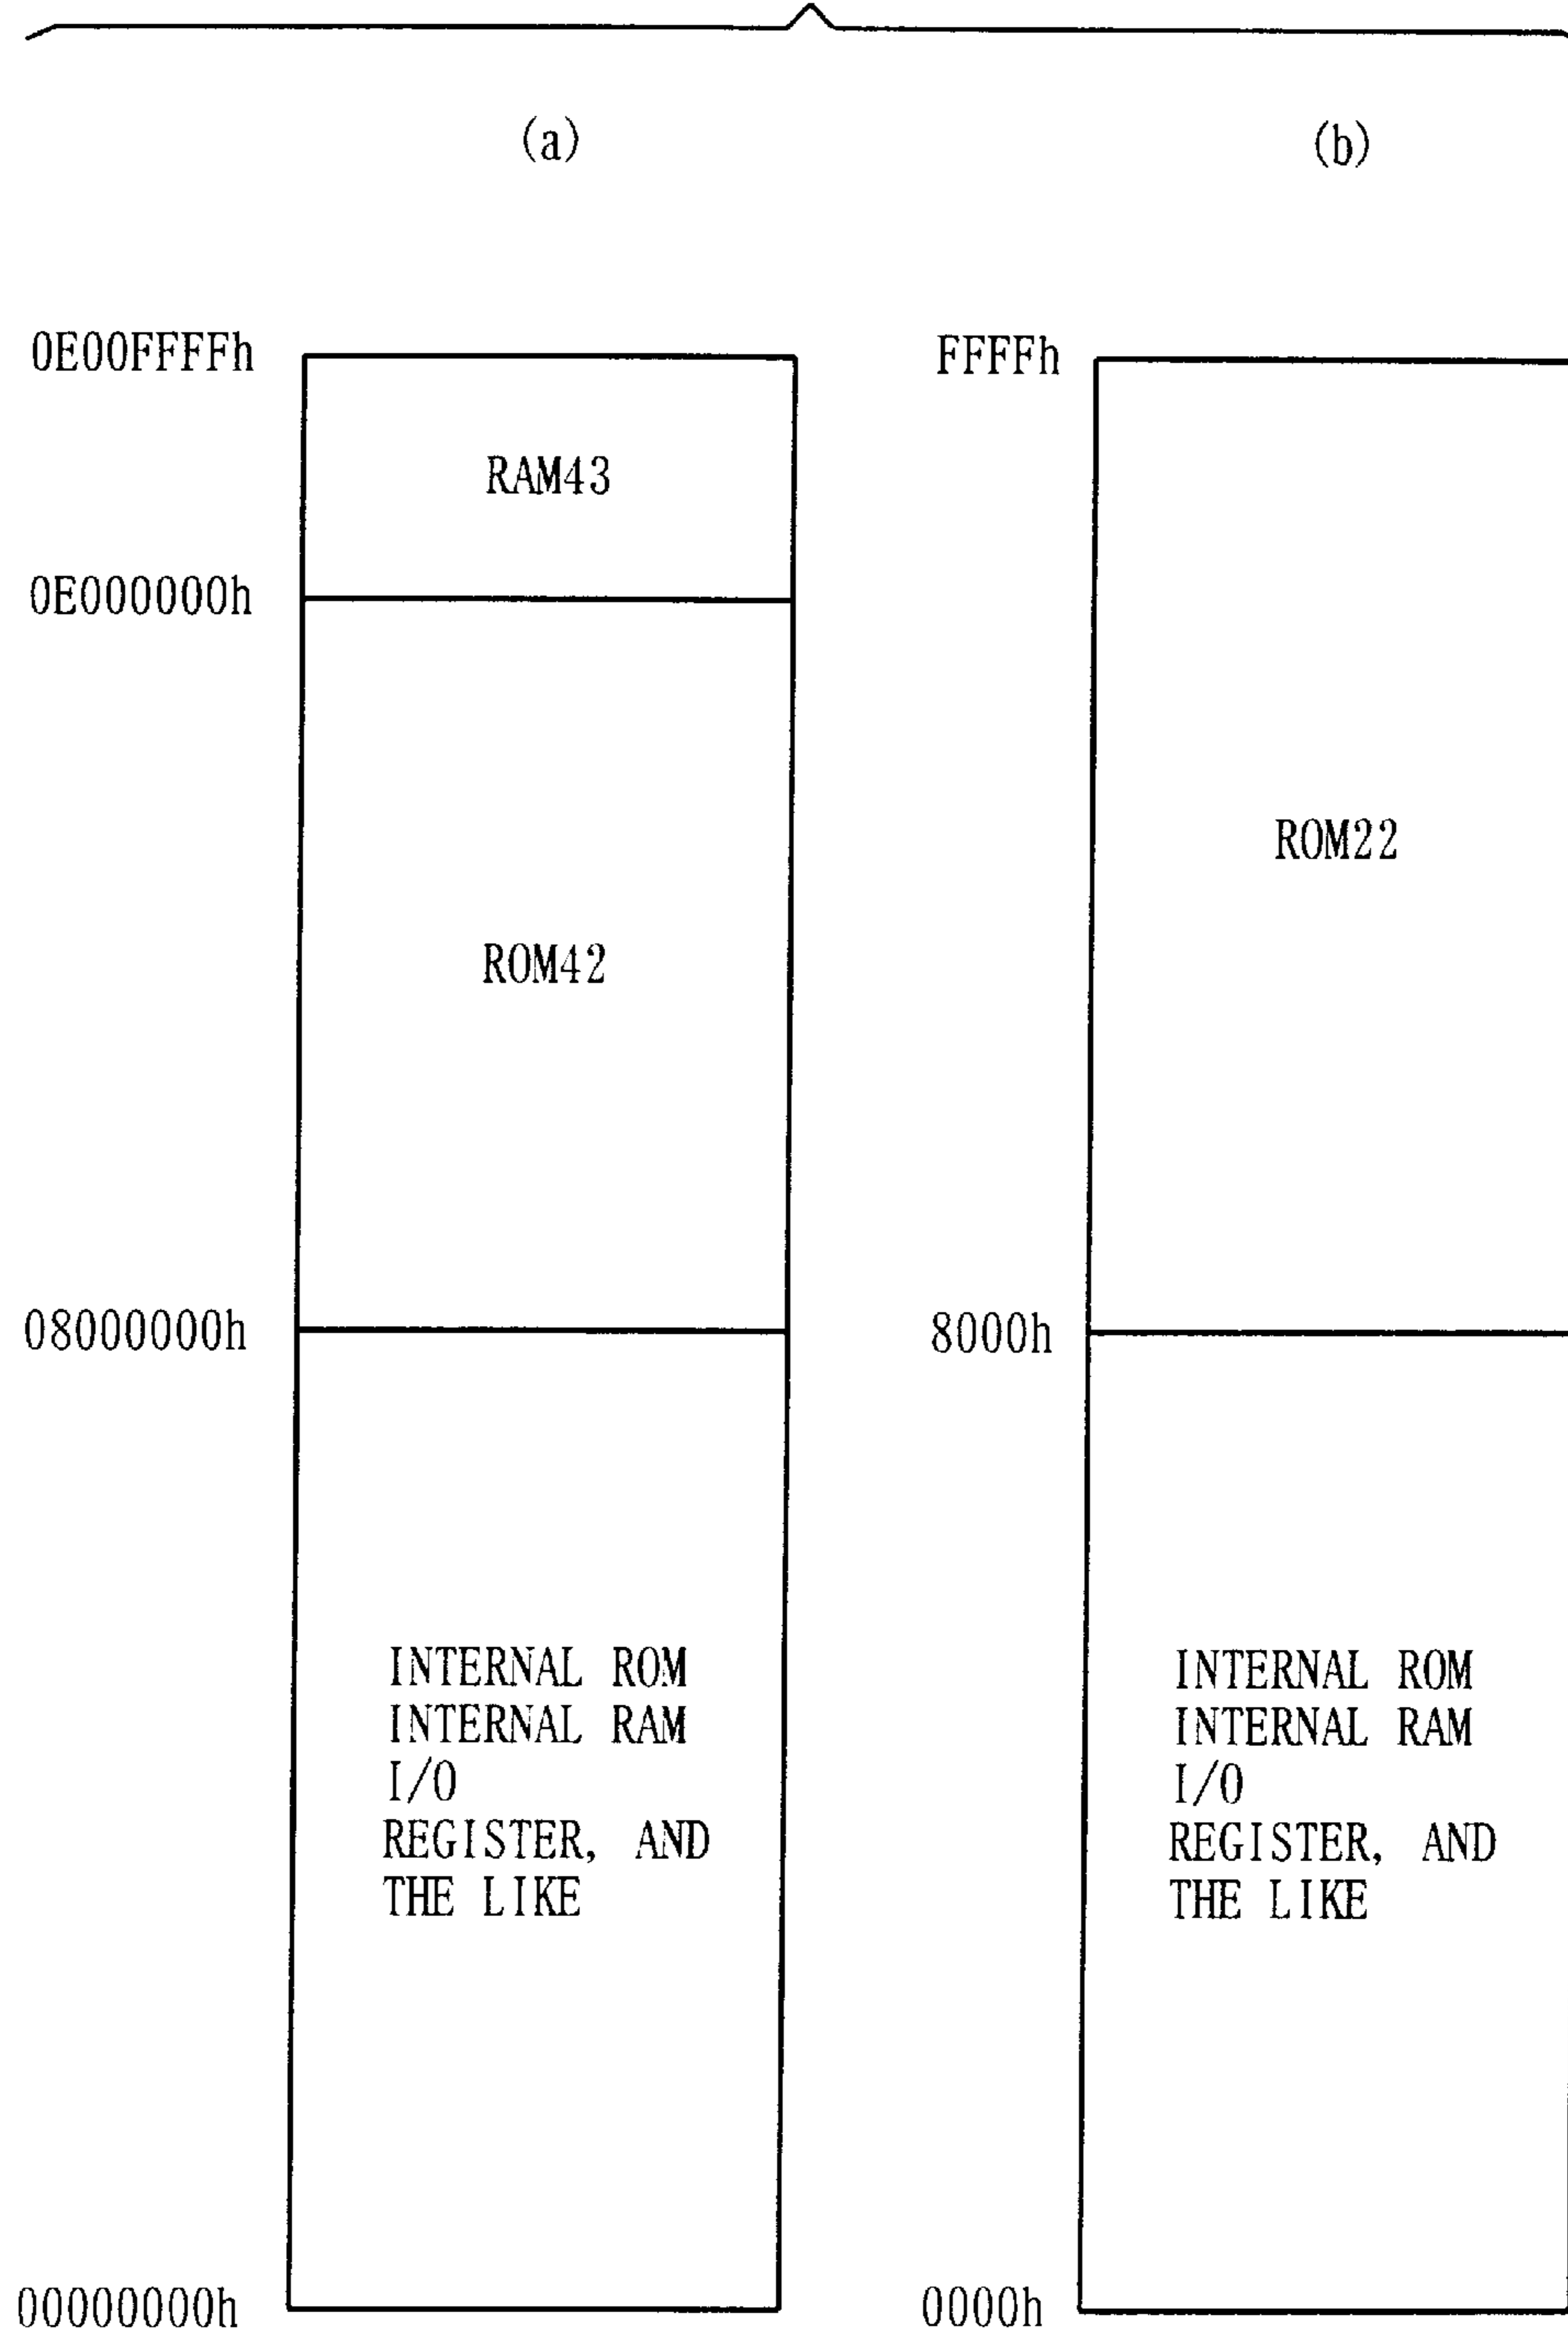 (a)
(b)
0E00FFFFh
RAM43
0E000000h
ROM42
08000000h
INTERNAL ROM
INTERNAL RAM
I/O
REGISTER, AND
THE LIKE
00000000h
FFFFh
ROM22
8000h
INTERNAL ROM
INTERNAL RAM
I/O
REGISTER, AND
THE LIKE
0000h